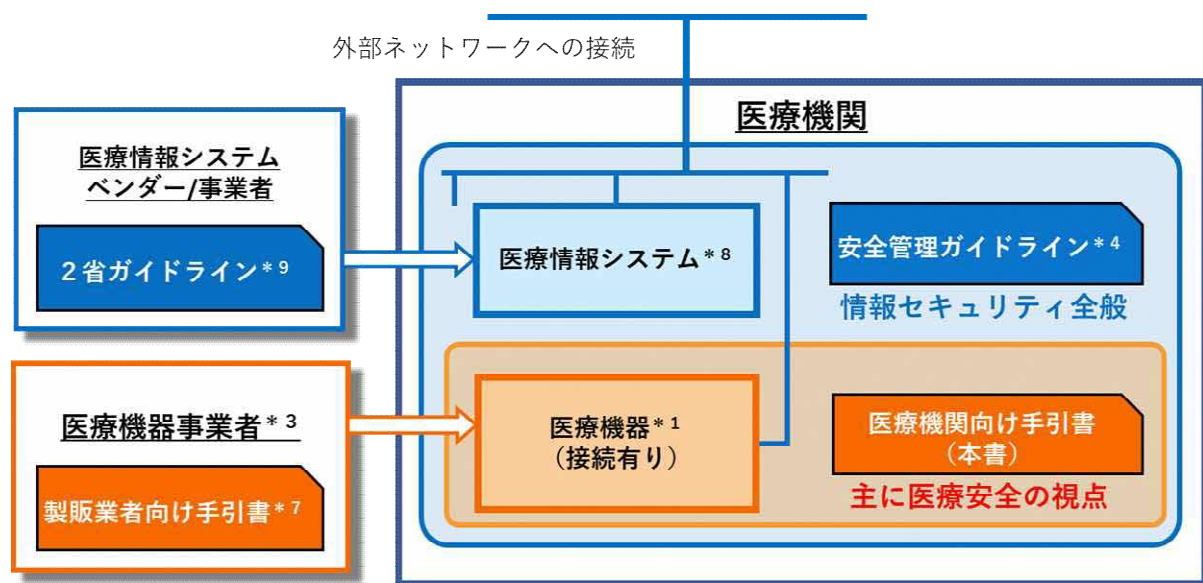 外部ネットワークへの接続
医療機関
医療情報システム
ベンダー/事業者
2省ガイドライン*9
医療情報システム*8
安全管理ガイドライン*4
情報セキュリティ全般
医療機器事業者*3
製販業者向け手引書*7
医療機器*1
(接続有り)
医療機関向け手引書
(本書)
主に医療安全の視点